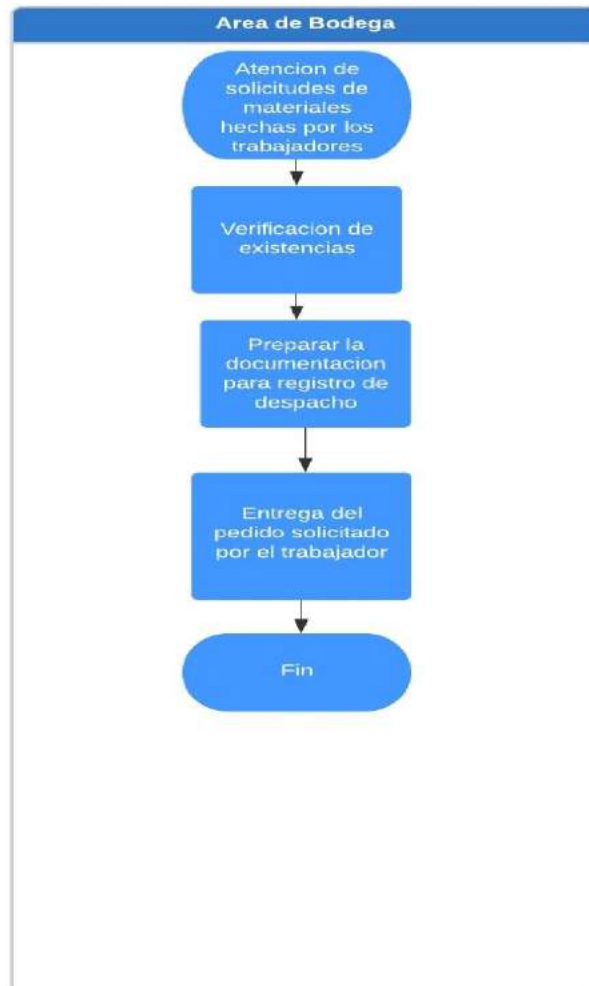 Area de Bodega
Atencion de
solicitudes de
materiales
hechas por los
trabajadores
Verificacion de
existencias
Preparar la
documentacion
para registro de
despacho
Entrega del
pedido solicitado
por el trabajador
Fin